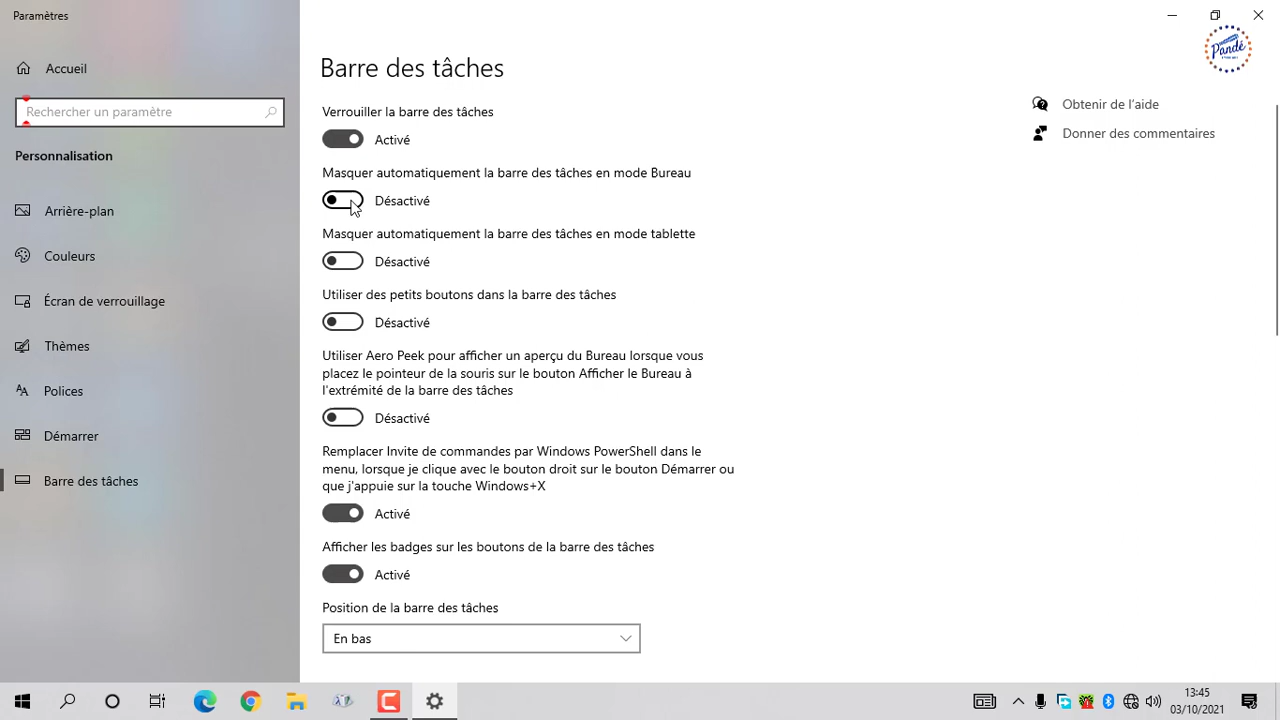 Paramètres
Accueil
Rechercher un paramètre
Personnalisation
Arrière-plan
Couleurs
Écran de verrouillage
Thèmes
Polices
Démarrer
Barre des tâches
Barre des tâches
Verrouiller la barre des tâches
Activé
Masquer automatiquement la barre des tâches en mode Bureau
Désactivé
Masquer automatiquement la barre des tâches en mode tablette
Désactivé
Utiliser des petits boutons dans la barre des tâches
Désactivé
Utiliser Aero Peek pour afficher un aperçu du Bureau lorsque vous
placez le pointeur de la souris sur le bouton Afficher le Bureau à
l'extrémité de la barre des tâches
Désactivé
Remplacer Invite de commandes par Windows PowerShell dans le
menu, lorsque je clique avec le bouton droit sur le bouton Démarrer ou
que j'appuie sur la touche Windows+X
Activé
Afficher les badges sur les boutons de la barre des tâches
Activé
Position de la barre des tâches
En bas
Pandé
Obtenir de l'aide
Donner des commentaires
13:45
03/10/2021